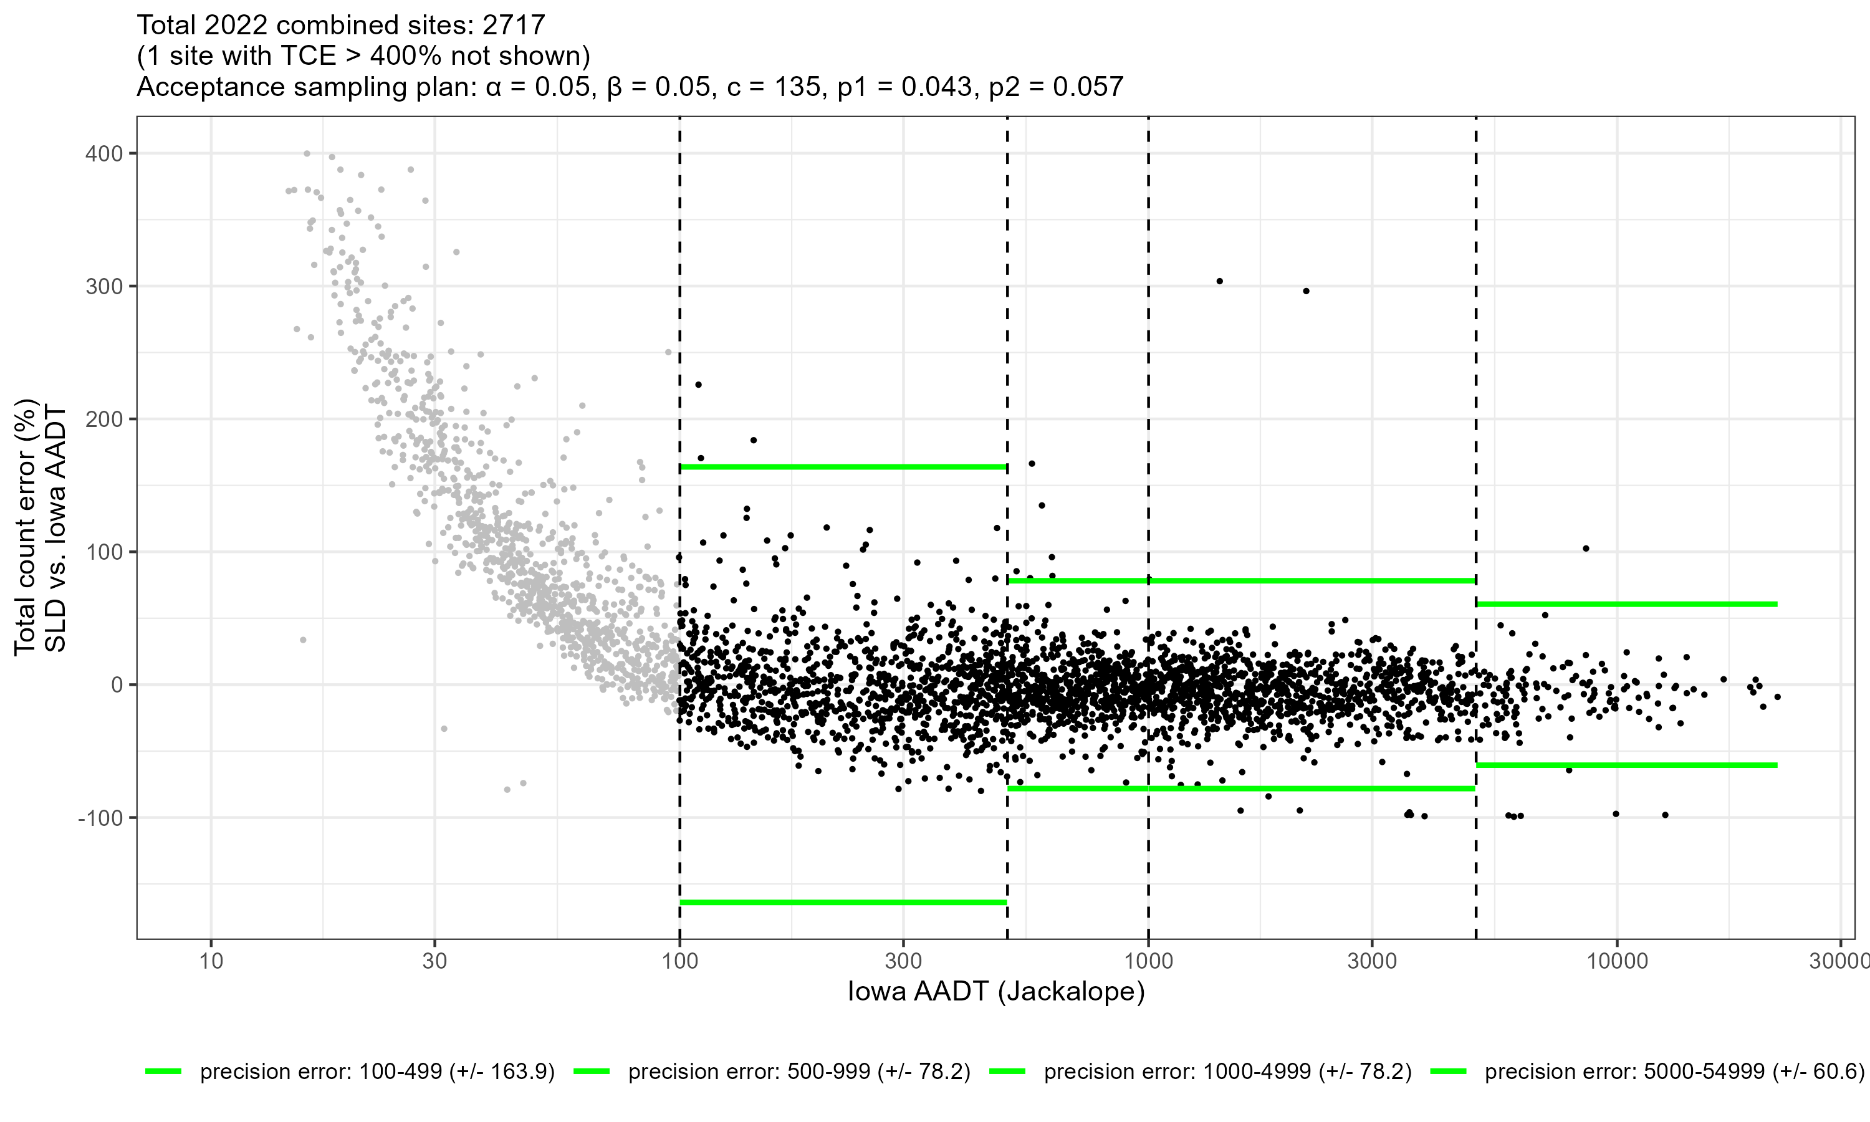 Total 2022 combined sites: 2717
(1 site with TCE > 400% not shown)
Acceptance sampling plan: α = 0.05, β = 0.05, c = 135, p1 = 0.043, p2 = 0.057
Total count error (%)
SLD vs. Iowa AADT
400
300
200
100
0
-100
10 30 100 300 1000 3000 10000 30000
Iowa AADT (Jackalope)
precision error: 100-499 (+/- 163.9) precision error: 500-999 (+/- 78.2) precision error: 1000-4999 (+/- 78.2) precision error: 5000-54999 (+/- 60.6)